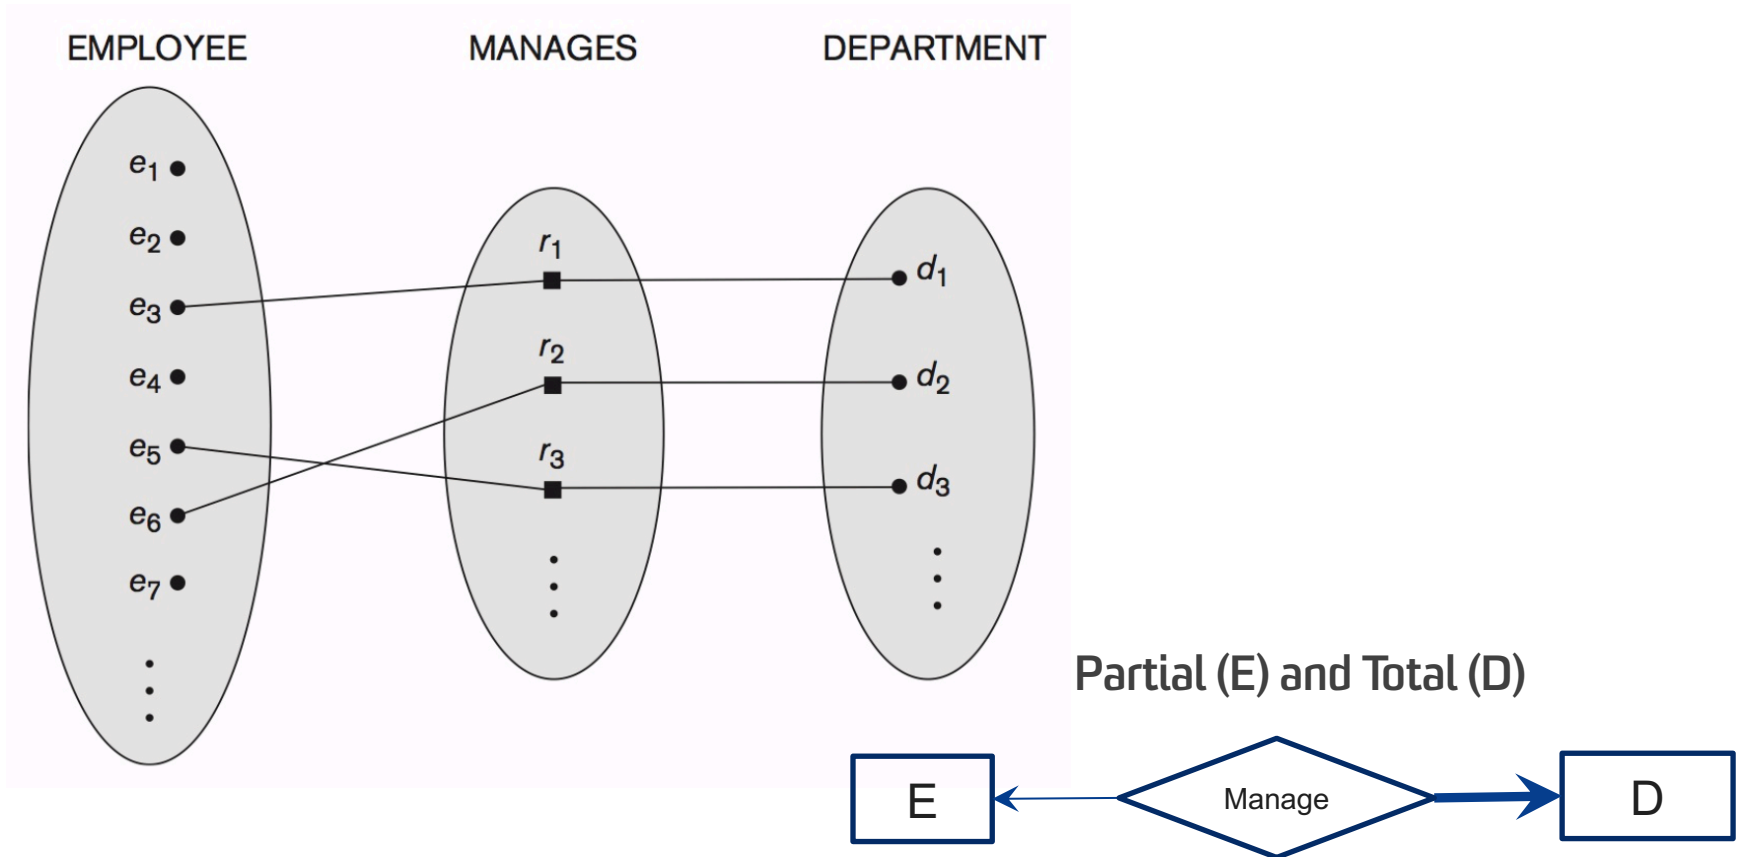 EMPLOYEE MANAGES DEPARTMENT
e1
e2
e3
e4
e5
e6
e7
r1
r2
r3
d1
d2
d3
Partial (E) and Total (D)
E Manage D